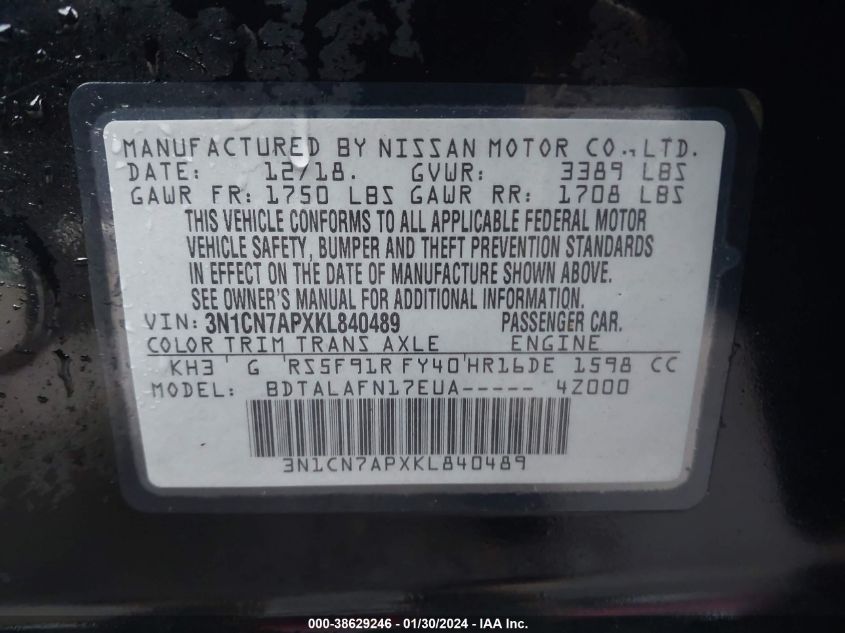 MANUFACTURED BY NISSAN MOTOR CO., LTD.
DATE: 12/18. GVWR: 3389 LBS
GAWR FR: 1750 LBS GAWR RR: 1708 LBS
THIS VEHICLE CONFORMS TO ALL APPLICABLE FEDERAL MOTOR
VEHICLE SAFETY, BUMPER AND THEFT PREVENTION STANDARDS
IN EFFECT ON THE DATE OF MANUFACTURE SHOWN ABOVE.
SEE OWNER'S MANUAL FOR ADDITIONAL INFORMATION.
VIN: 3N1CN7APXKL840489 PASSENGER CAR.
COLOR TRIM TRANS AXLE ENGINE
KH3 ' G 'RS5F91R FY40'HR16DE 1598 CC
MODEL: BDTALAFN17EUA----- 4Z000
3N1CN7APXKL840489
000-38629246 - 01/30/2024 - IAAI Inc.